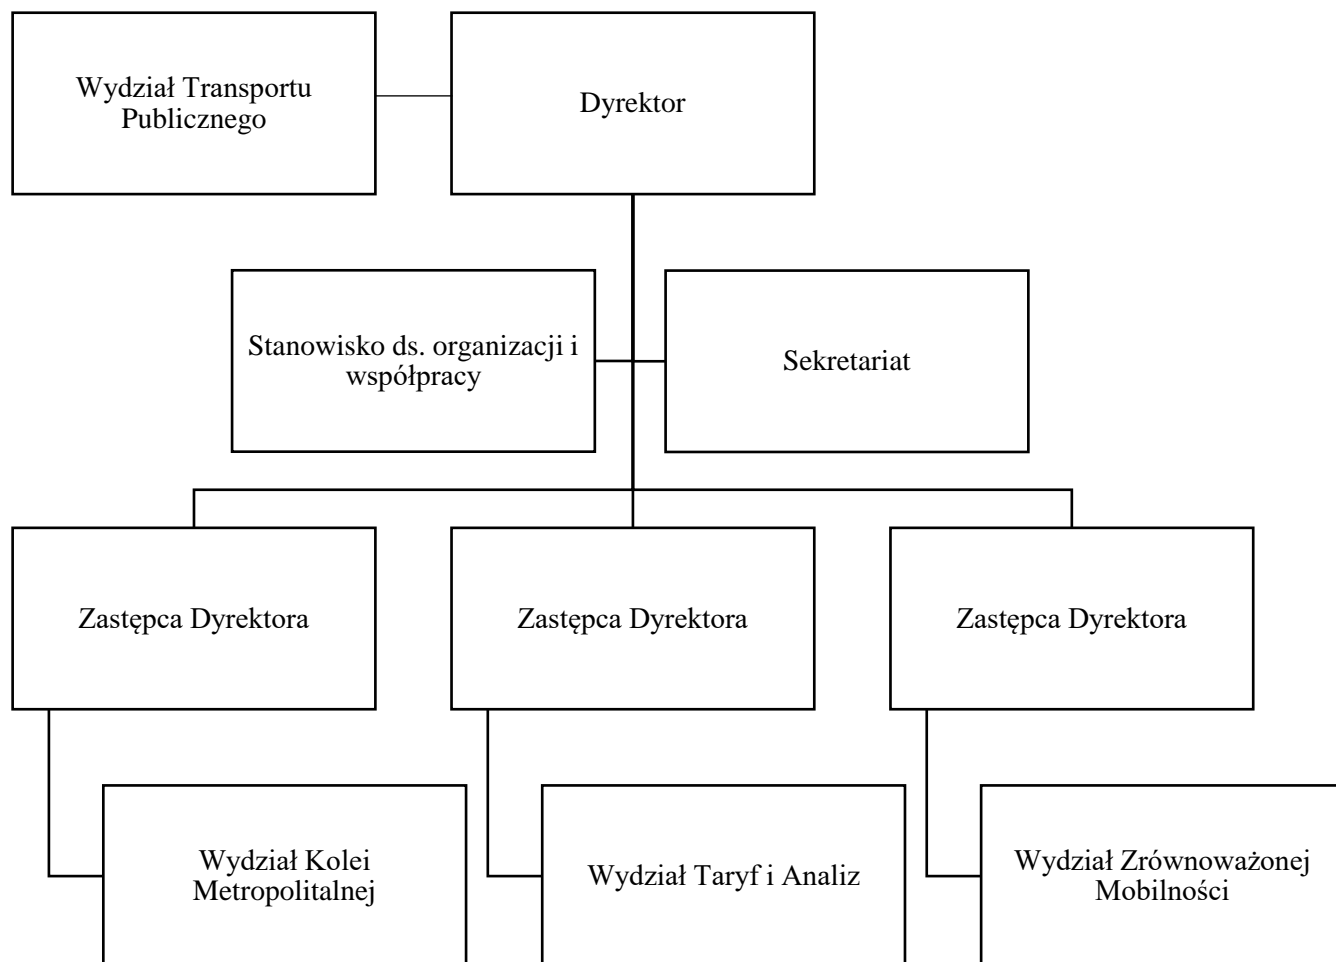 Wydział Transportu
Publicznego
Dyrektor
Stanowisko ds. organizacji i
współpracy
Sekretariat
Zastępca Dyrektora
Zastępca Dyrektora
Zastępca Dyrektora
Wydział Kolei
Metropolitalnej
Wydział Taryf i Analiz
Wydział Zrównoważonej
Mobilności